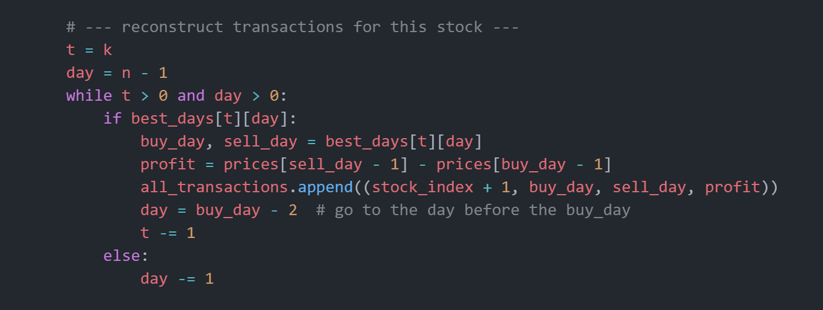 # --- reconstruct transactions for this stock ---
t = k
day = n - 1
while t > 0 and day > 0:
    if best_days[t][day]:
        buy_day, sell_day = best_days[t][day]
        profit = prices[sell_day - 1] - prices[buy_day - 1]
        all_transactions.append((stock_index + 1, buy_day, sell_day, profit))
        day = buy_day - 2  # go to the day before the buy_day
        t -= 1
    else:
        day -= 1